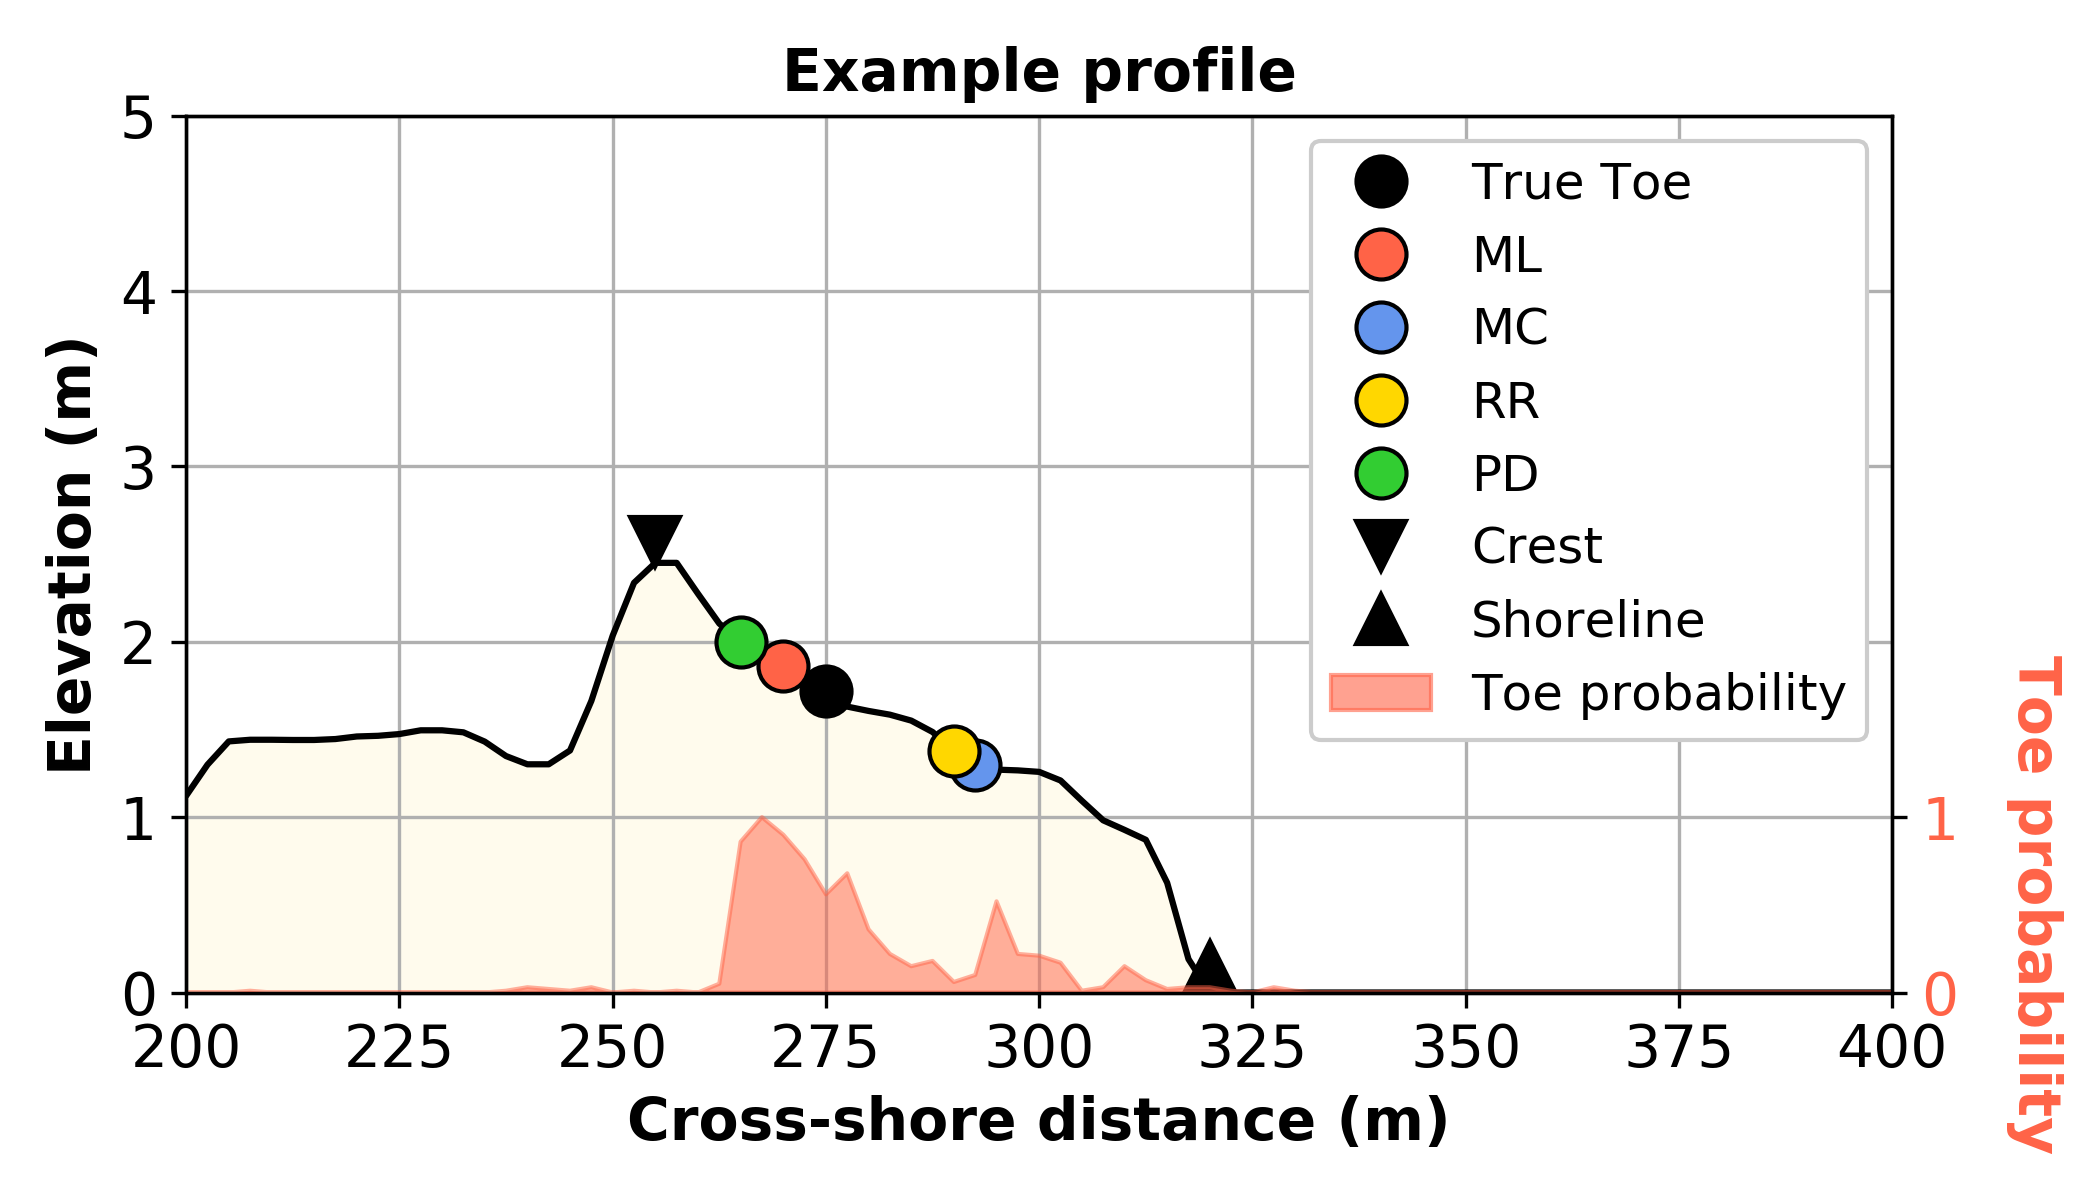 Example profile
5
4
3
2
1
0
Elevation (m)
True Toe
ML
MC
RR
PD
Crest
Shoreline
Toe probability
1
0
Toe probability
200 225 250 275 300 325 350 375 400
Cross-shore distance (m)